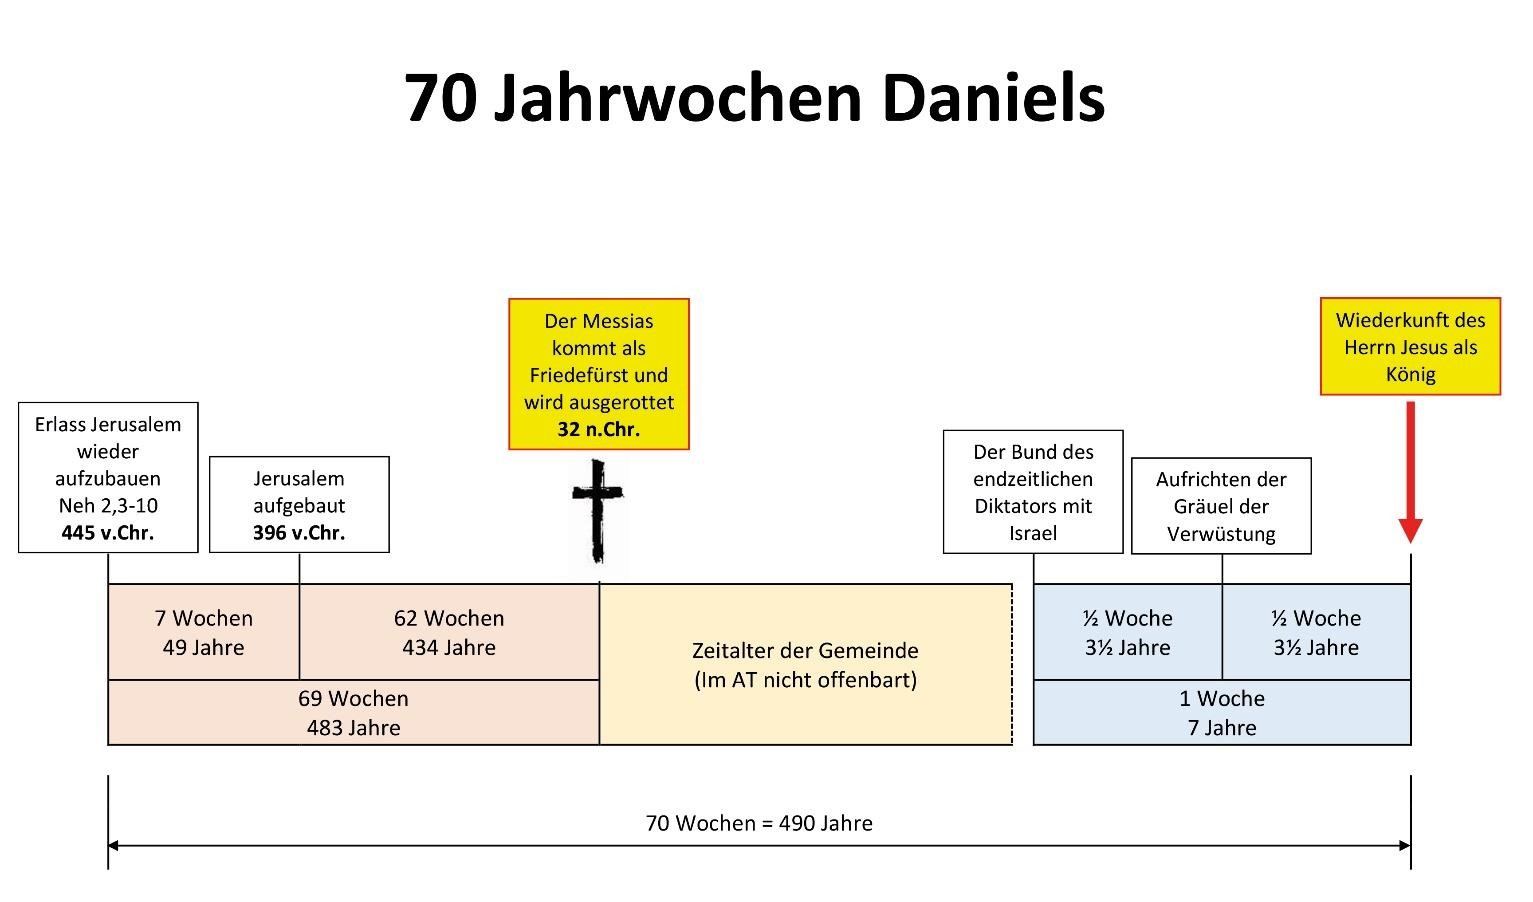 70 Jahrwochen Daniels
Erlass Jerusalem
wieder
aufzubauen
Neh 2,3-10
445 v.Chr.
Jerusalem
aufgebaut
396 v.Chr.
Der Messias
kommt als
Friedefürst und
wird ausgerottet
32 n.Chr.
Der Bund des
endzeitlichen
Diktators mit
Israel
Aufrichten der
Gräuel der
Verwüstung
Wiederkunft des
Herrn Jesus als
König
7 Wochen
49 Jahre
62 Wochen
434 Jahre
69 Wochen
483 Jahre
Zeitalter der Gemeinde
(Im AT nicht offenbart)
½ Woche
3½ Jahre
½ Woche
3½ Jahre
1 Woche
7 Jahre
70 Wochen = 490 Jahre